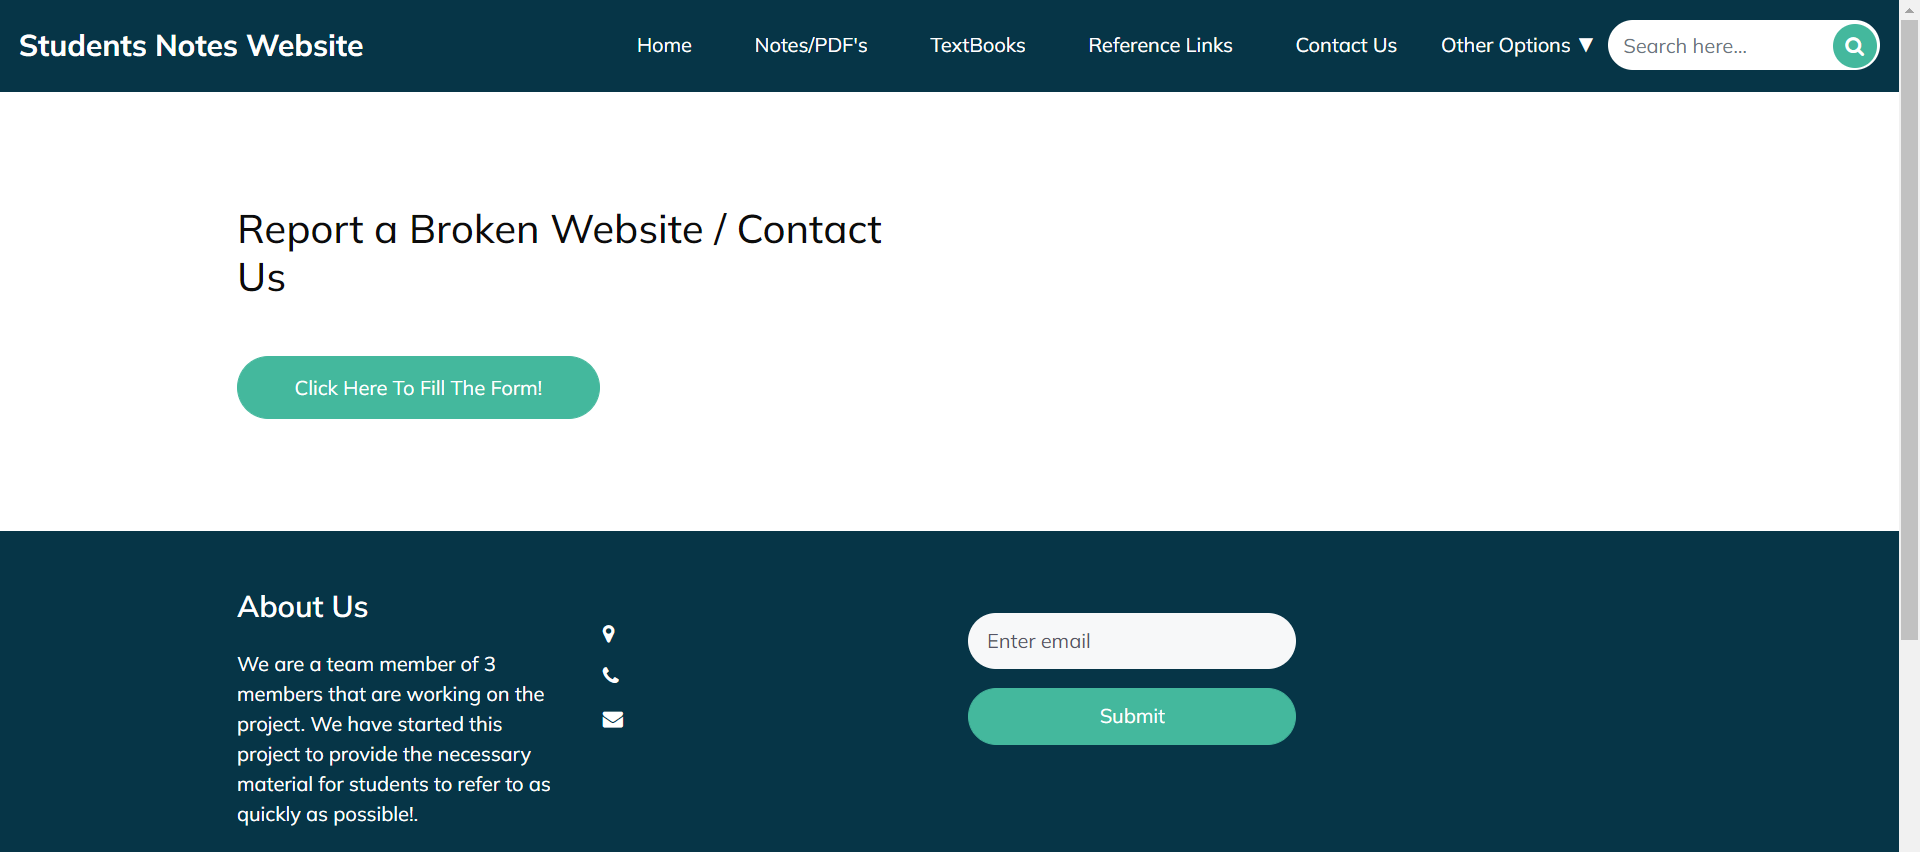 Students Notes Website
Home
Notes/PDF's
TextBooks
Reference Links
Contact Us
Other Options ▼
Search here...
Report a Broken Website / Contact
Us
Click Here To Fill The Form!
About Us
We are a team member of 3
members that are working on the
project. We have started this
project to provide the necessary
material for students to refer to as
quickly as possible!.
Enter email
Submit